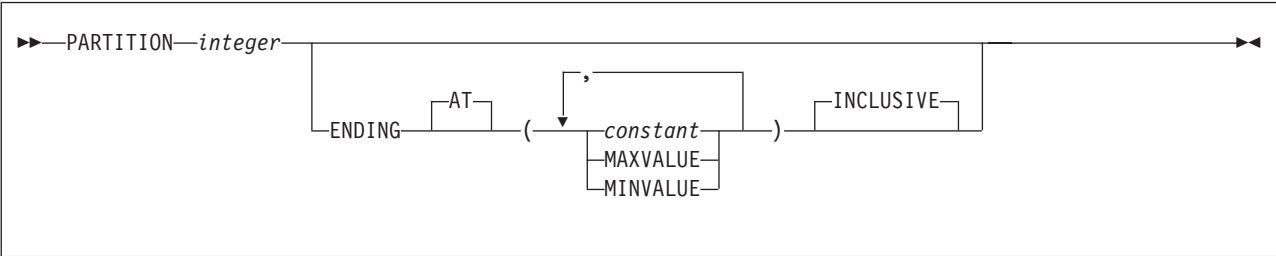 PARTITION integer
,
AT INCLUSIVE
ENDING ( constant )
MAXVALUE
MINVALUE